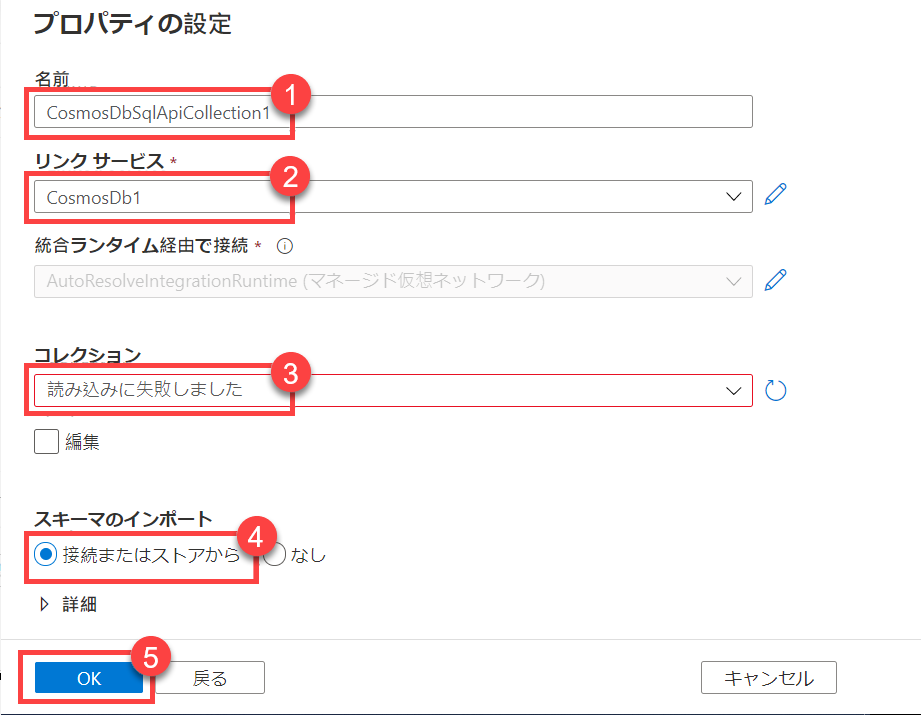 プロパティの設定
名前
1
CosmosDbSqlApiCollection1
リンク サービス *
2
CosmosDb1
統合ランタイム経由で接続 *
AutoResolveIntegrationRuntime (マネージド仮想ネットワーク)
コレクション
3
読み込みに失敗しました
編集
スキーマのインポート
4
接続またはストアから なし
詳細
5
OK 戻る キャンセル